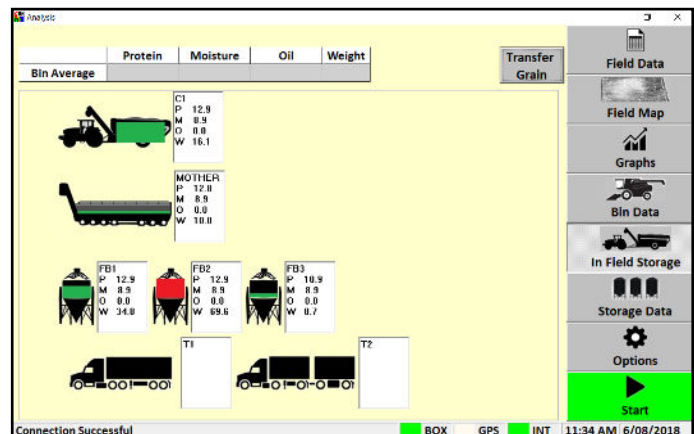 Analysis
Protein Moisture Oil Weight
Bin Average
Transfer
Grain
C1
P 12.9
M 8.9
O 0.0
W 16.1
MOTHER
P 12.8
M 8.9
O 0.0
W 10.0
FB1
P 12.9
M 8.9
O 0.0
W 34.8
FB2
P 12.9
M 8.9
O 0.0
W 69.6
FB3
P 10.9
M 8.9
O 0.0
W 8.7
T1
T2
Field Data
Field Map
Graphs
Bin Data
In Field Storage
Storage Data
Options
Start
Connection Successful BOX GPS INT 11:34 AM 6/08/2018